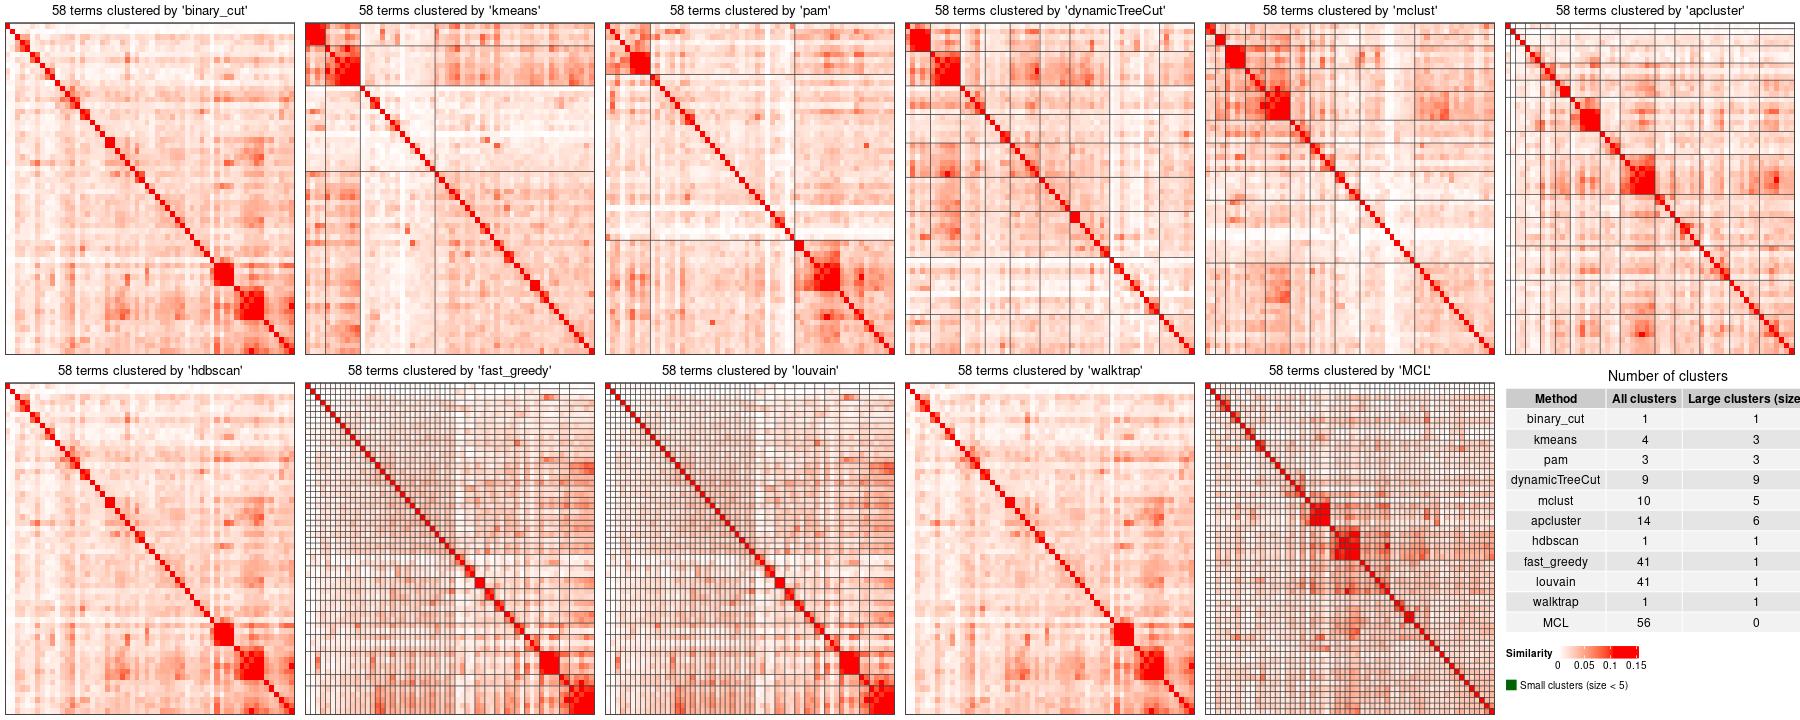 58 terms clustered by 'binary_cut'
58 terms clustered by 'kmeans'
58 terms clustered by 'pam'
58 terms clustered by 'dynamicTreeCut'
58 terms clustered by 'mclust'
58 terms clustered by 'apcluster'
58 terms clustered by 'hdbscan'
58 terms clustered by 'fast_greedy'
58 terms clustered by 'louvain'
58 terms clustered by 'walktrap'
58 terms clustered by 'MCL'
Number of clusters
Method All clusters Large clusters (size
binary_cut 1 1
kmeans 4 3
pam 3 3
dynamicTreeCut 9 9
mclust 10 5
apcluster 14 6
hdbscan 1 1
fast_greedy 41 1
louvain 41 1
walktrap 1 1
MCL 56 0
Similarity
0 0.05 0.1 0.15
Small clusters (size < 5)